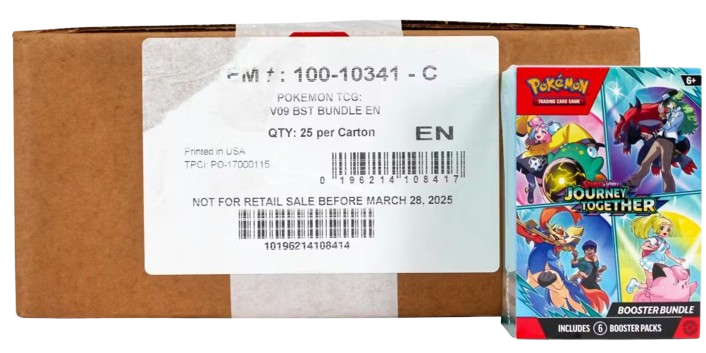 100-10341 - C
POKEMON TCG:
V09 BST BUNDLE EN
QTY: 25 per Carton
EN
Printed in USA
TPCi PO-17000115
0 196214 108417
NOT FOR RETAIL SALE BEFORE MARCH 28, 2025
10196214108414
6+
POKÉMON
TRADING CARD GAME
JOURNEY
TOGETHER
BOOSTER BUNDLE
INCLUDES 6 BOOSTER PACKS